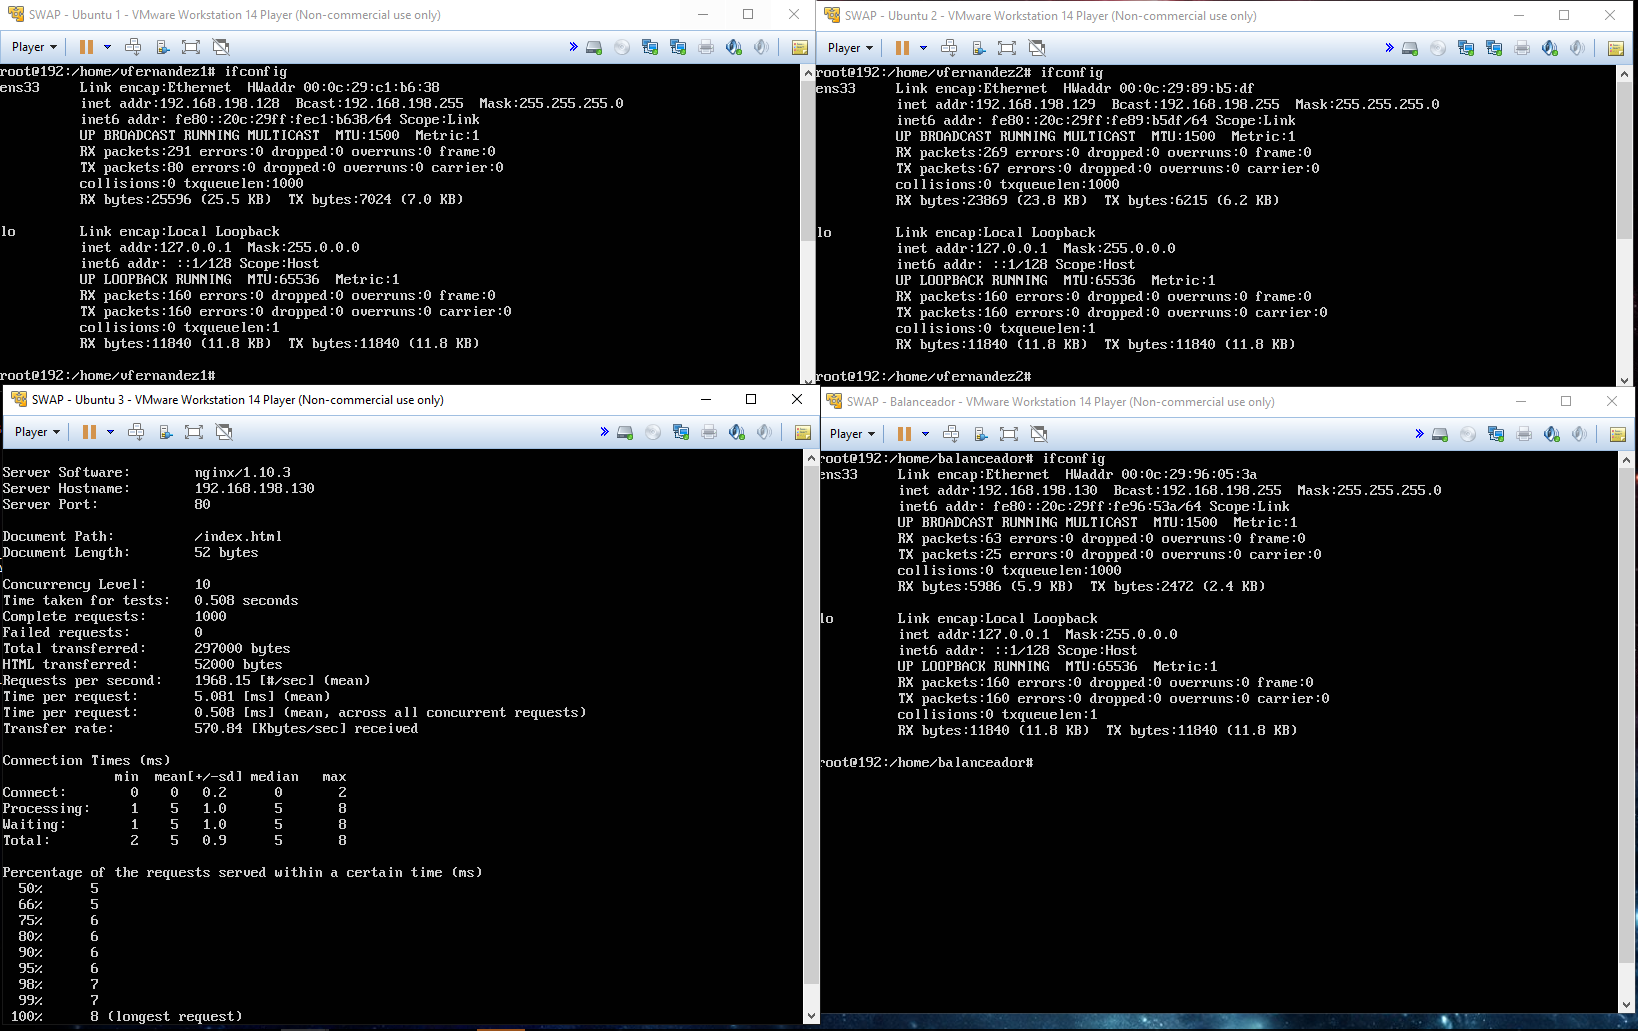 SWAP - Ubuntu 1 - VMware Workstation 14 Player (Non-commercial use only)
Player
root@192:/home/vfernandez1# ifconfig
ens33     Link encap:Ethernet  HWaddr 00:0c:29:c1:b6:38
          inet addr:192.168.198.128  Bcast:192.168.198.255  Mask:255.255.255.0
          inet6 addr: fe80::20c:29ff:fec1:b638/64 Scope:Link
          UP BROADCAST RUNNING MULTICAST  MTU:1500  Metric:1
          RX packets:291 errors:0 dropped:0 overruns:0 frame:0
          TX packets:80 errors:0 dropped:0 overruns:0 carrier:0
          collisions:0 txqueuelen:1000
          RX bytes:25596 (25.5 KB)  TX bytes:7024 (7.0 KB)
lo        Link encap:Local Loopback
          inet addr:127.0.0.1  Mask:255.0.0.0
          inet6 addr: ::1/128 Scope:Host
          UP LOOPBACK RUNNING  MTU:65536  Metric:1
          RX packets:160 errors:0 dropped:0 overruns:0 frame:0
          TX packets:160 errors:0 dropped:0 overruns:0 carrier:0
          collisions:0 txqueuelen:1
          RX bytes:11840 (11.8 KB)  TX bytes:11840 (11.8 KB)
root@192:/home/vfernandez1#
SWAP - Ubuntu 2 - VMware Workstation 14 Player (Non-commercial use only)
Player
root@192:/home/vfernandez2# ifconfig
ens33     Link encap:Ethernet  HWaddr 00:0c:29:89:b5:df
          inet addr:192.168.198.129  Bcast:192.168.198.255  Mask:255.255.255.0
          inet6 addr: fe80::20c:29ff:fe89:b5df/64 Scope:Link
          UP BROADCAST RUNNING MULTICAST  MTU:1500  Metric:1
          RX packets:269 errors:0 dropped:0 overruns:0 frame:0
          TX packets:67 errors:0 dropped:0 overruns:0 carrier:0
          collisions:0 txqueuelen:1000
          RX bytes:23869 (23.8 KB)  TX bytes:6215 (6.2 KB)
lo        Link encap:Local Loopback
          inet addr:127.0.0.1  Mask:255.0.0.0
          inet6 addr: ::1/128 Scope:Host
          UP LOOPBACK RUNNING  MTU:65536  Metric:1
          RX packets:160 errors:0 dropped:0 overruns:0 frame:0
          TX packets:160 errors:0 dropped:0 overruns:0 carrier:0
          collisions:0 txqueuelen:1
          RX bytes:11840 (11.8 KB)  TX bytes:11840 (11.8 KB)
root@192:/home/vfernandez2#
SWAP - Ubuntu 3 - VMware Workstation 14 Player (Non-commercial use only)
Player
Server Software:        nginx/1.10.3
Server Hostname:        192.168.198.130
Server Port:            80
Document Path:          /index.html
Document Length:        52 bytes
Concurrency Level:      10
Time taken for tests:   0.508 seconds
Complete requests:      1000
Failed requests:        0
Total transferred:      297000 bytes
HTML transferred:       52000 bytes
Requests per second:    1968.15 [#/sec] (mean)
Time per request:       5.081 [ms] (mean)
Time per request:       0.508 [ms] (mean, across all concurrent requests)
Transfer rate:          570.84 [Kbytes/sec] received
Connection Times (ms)
              min   mean[+/-sd] median   max
Connect:        0    0   0.2      0       2
Processing:     1    5   1.0      5       8
Waiting:        1    5   1.0      5       8
Total:          2    5   0.9      5       8
Percentage of the requests served within a certain time (ms)
  50%      5
  66%      5
  75%      6
  80%      6
  90%      6
  95%      6
  98%      7
  99%      7
 100%      8 (longest request)
SWAP - Balanceador - VMware Workstation 14 Player (Non-commercial use only)
Player
root@192:/home/balanceador# ifconfig
ens33     Link encap:Ethernet  HWaddr 00:0c:29:96:05:3a
          inet addr:192.168.198.130  Bcast:192.168.198.255  Mask:255.255.255.0
          inet6 addr: fe80::20c:29ff:fe96:53a/64 Scope:Link
          UP BROADCAST RUNNING MULTICAST  MTU:1500  Metric:1
          RX packets:63 errors:0 dropped:0 overruns:0 frame:0
          TX packets:25 errors:0 dropped:0 overruns:0 carrier:0
          collisions:0 txqueuelen:1000
          RX bytes:5986 (5.9 KB)  TX bytes:2472 (2.4 KB)
lo        Link encap:Local Loopback
          inet addr:127.0.0.1  Mask:255.0.0.0
          inet6 addr: ::1/128 Scope:Host
          UP LOOPBACK RUNNING  MTU:65536  Metric:1
          RX packets:160 errors:0 dropped:0 overruns:0 frame:0
          TX packets:160 errors:0 dropped:0 overruns:0 carrier:0
          collisions:0 txqueuelen:1
          RX bytes:11840 (11.8 KB)  TX bytes:11840 (11.8 KB)
root@192:/home/balanceador#